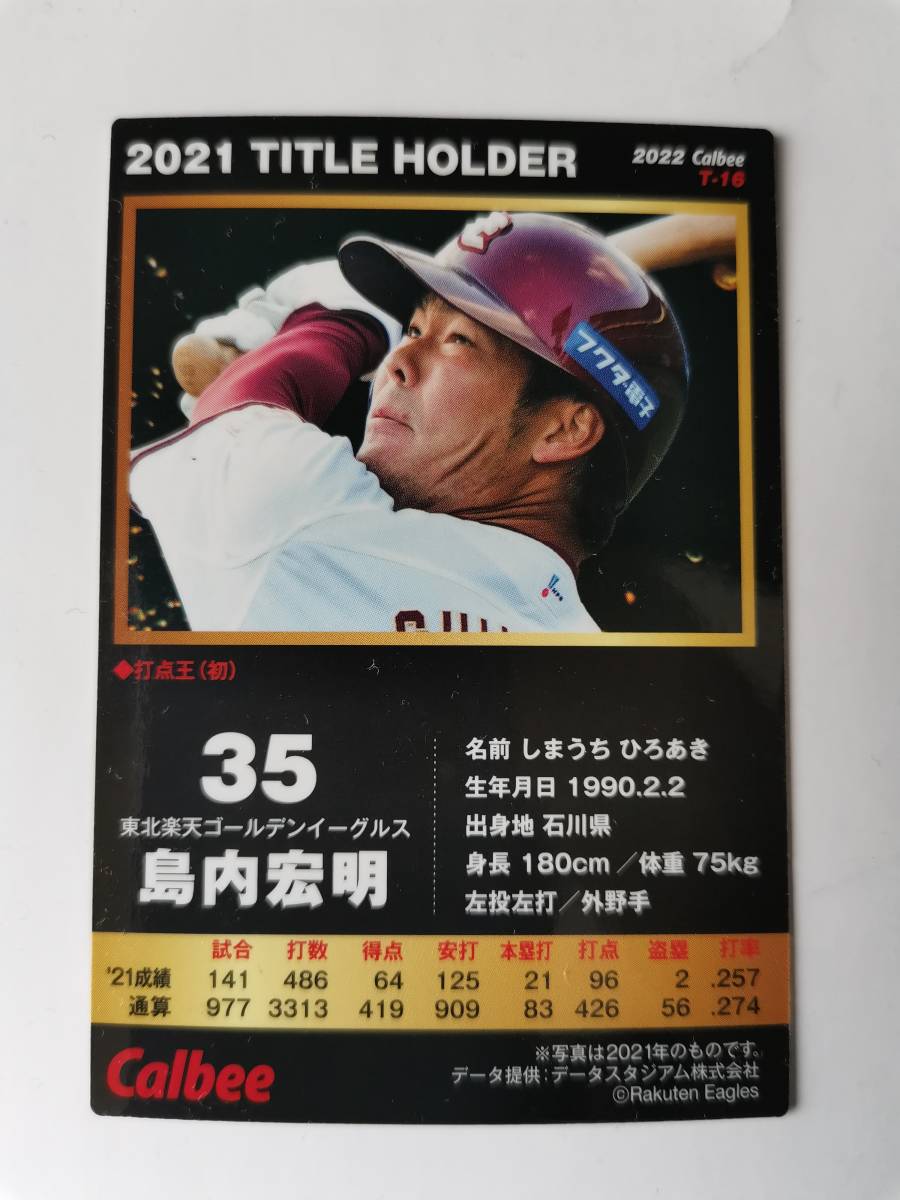 2021 TITLE HOLDER
2022 Calbee
T-16
フクダ電子
◆打点王(初)
35
東北楽天ゴールデンイーグルス
島内宏明
名前 しまうち ひろあき
生年月日 1990.2.2
出身地 石川県
身長 180cm/体重 75kg
左投左打/外野手
試合 打数 得点 安打 本塁打 打点 盗塁 打率
'21成績 141 486 64 125 21 96 2 .257
通算 977 3313 419 909 83 426 56 .274
Calbee
※写真は2021年のものです。
データ提供:データスタジアム株式会社
©Rakuten Eagles